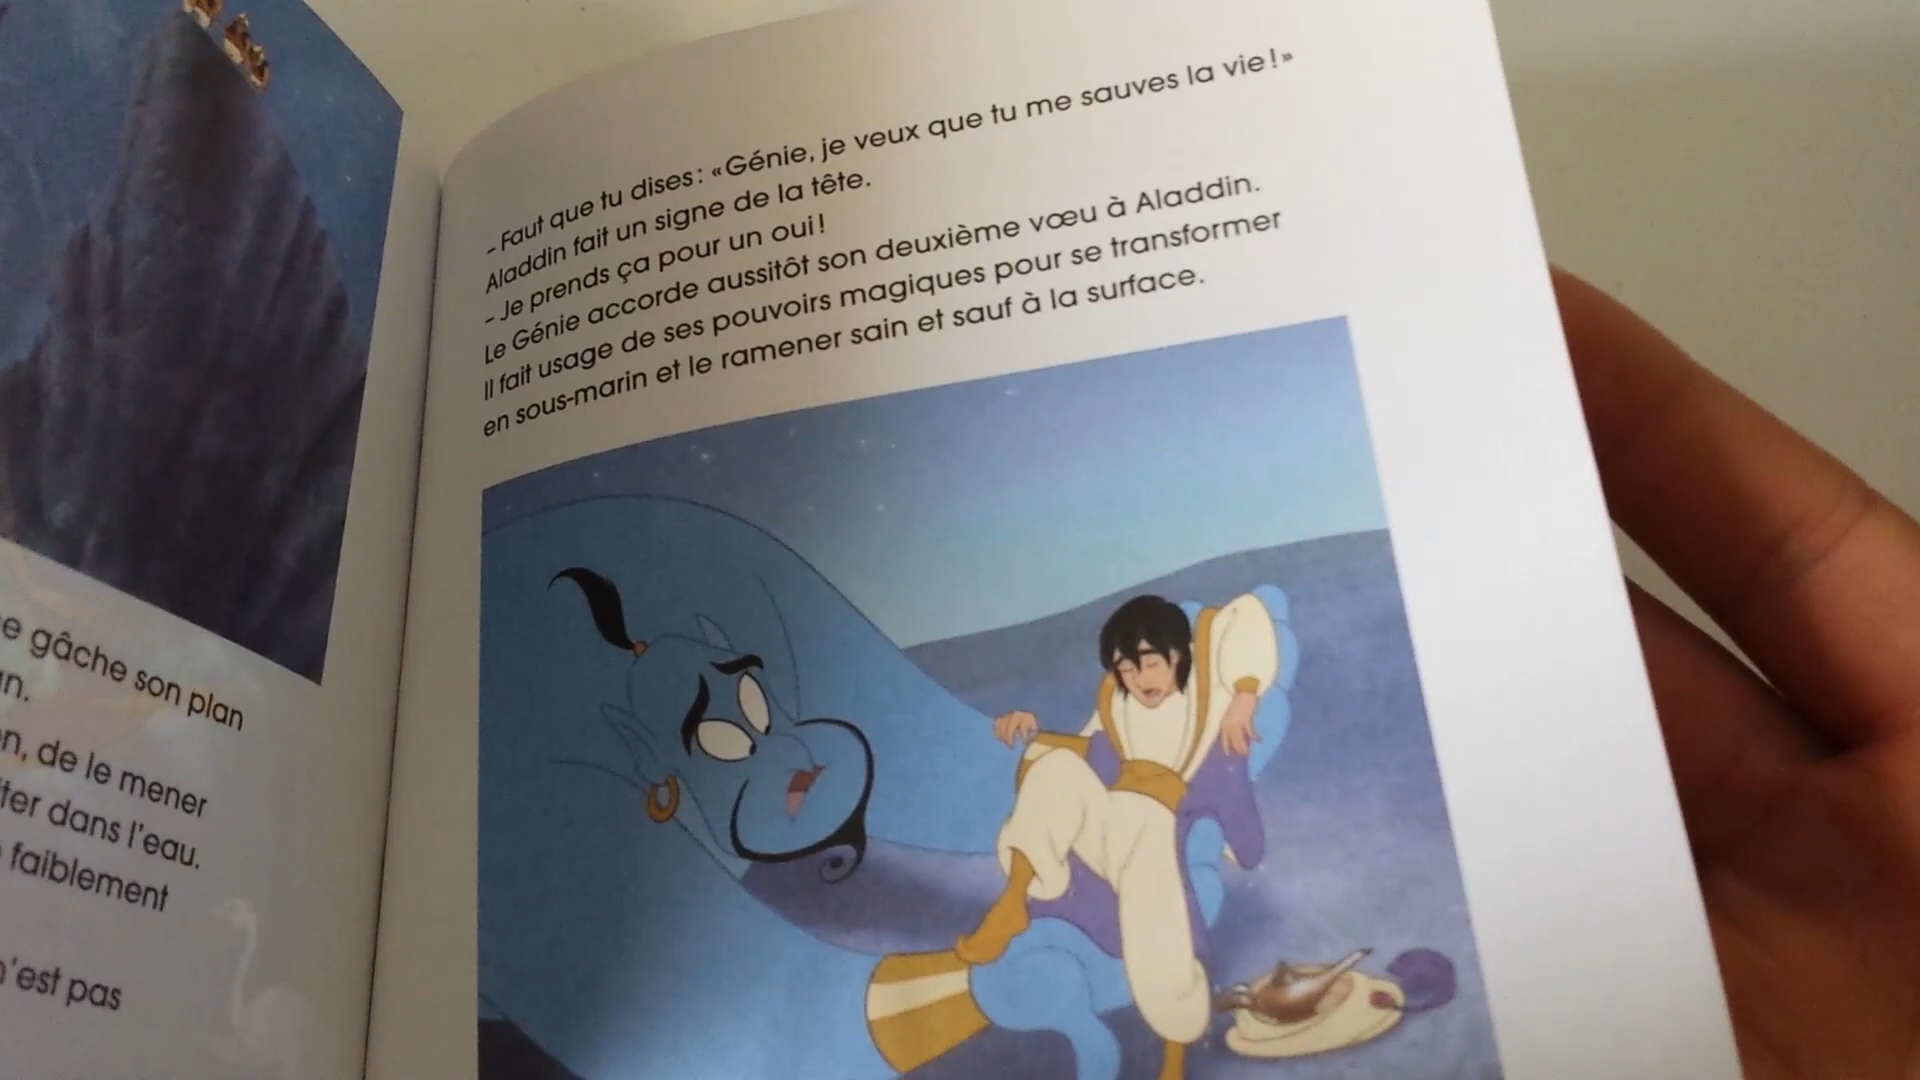 e gâche son plan
n, de le mener
ter dans l'eau.
faiblement
n'est pas
- Faut que tu dises : «Génie, je veux que tu me sauves la vie !»
Aladdin fait un signe de la tête.
- Je prends ça pour un oui !
Le Génie accorde aussitôt son deuxième vœu à Aladdin.
Il fait usage de ses pouvoirs magiques pour se transformer
en sous-marin et le ramener sain et sauf à la surface.